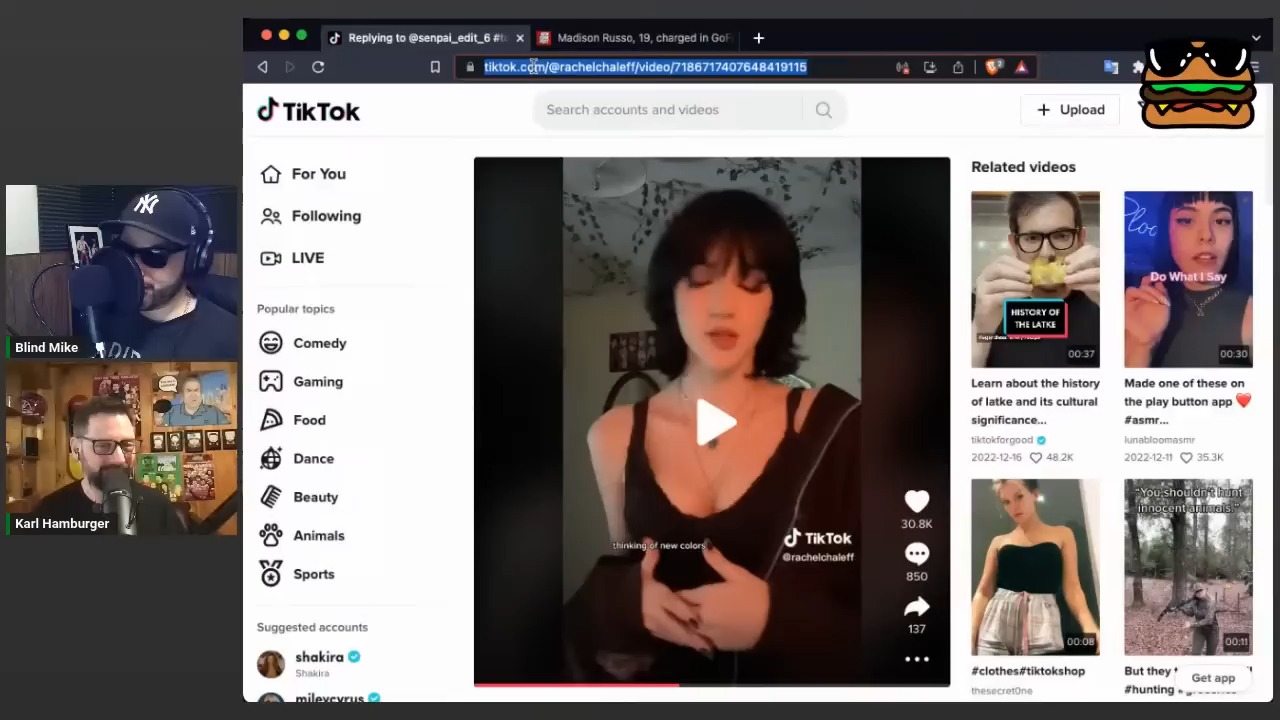 Replying to @senpai_edit_6 #tu
Madison Russo, 19, charged in GoF
tiktok.com/@rachelchaleff/video/7186717407648419115
2
TikTok
Search accounts and videos
Upload
For You
Following
LIVE
Popular topics
Comedy
Gaming
Food
Dance
Beauty
Animals
Sports
Suggested accounts
shakira
Shakira
mileycyrus
thinking of new colors
TikTok
@rachelchaleff
30.8K
850
137
Related videos
HISTORY OF
THE LATKE
00:37
Learn about the history
of latke and its cultural
significance...
tiktokforgood
2022-12-16 48.2K
Do What I Say
00:30
Made one of these on
the play button app
#asmr...
lunabloomasmr
2022-12-11 35.3K
00:08
#clothes#tiktokshop
thesecret0ne
"You shouldn't hunt
innocent animals."
00:11
But they
#hunting
Get app
NY
Blind Mike
Karl Hamburger